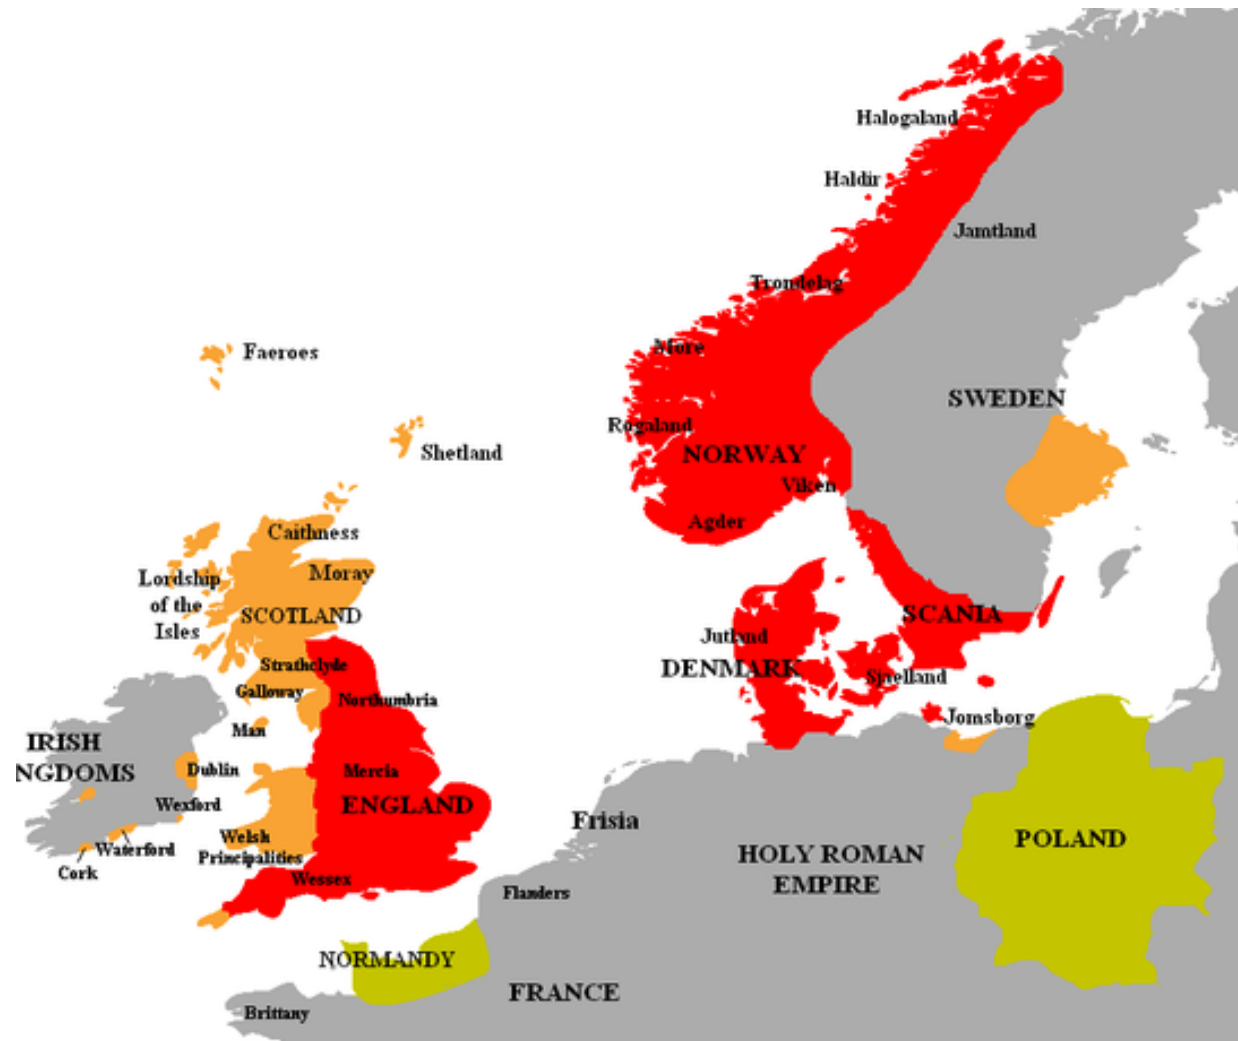 Halogaland
Haldir
Jamtland
Trondelag
More
Faeroes
SWEDEN
Rogaland
Shetland
NORWAY
Viken
Agder
Caithness
Moray
Lordship
of the
Isles
SCOTLAND
SCANIA
Jutland
DENMARK
Strathclyde
Sjaelland
Galloway
Northumbria
Jomsborg
Man
IRISH
NGDOMS
Dublin
Mercia
Wexford
ENGLAND
Frisia
Welsh
Principalities
Waterford
Cork
POLAND
HOLY ROMAN
EMPIRE
Wessex
Flanders
NORMANDY
FRANCE
Brittany